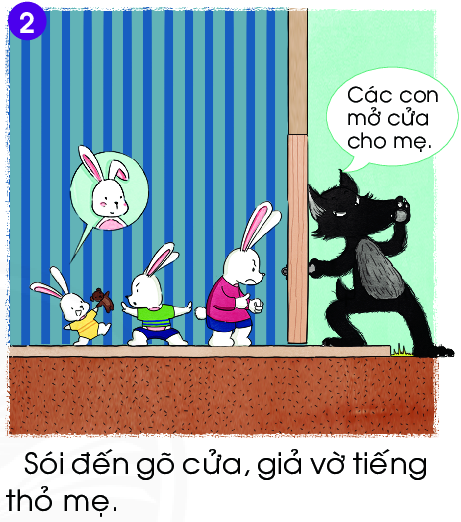 2
Các con
mở cửa
cho mẹ.
Sói đến gõ cửa, giả vờ tiếng
thỏ mẹ.